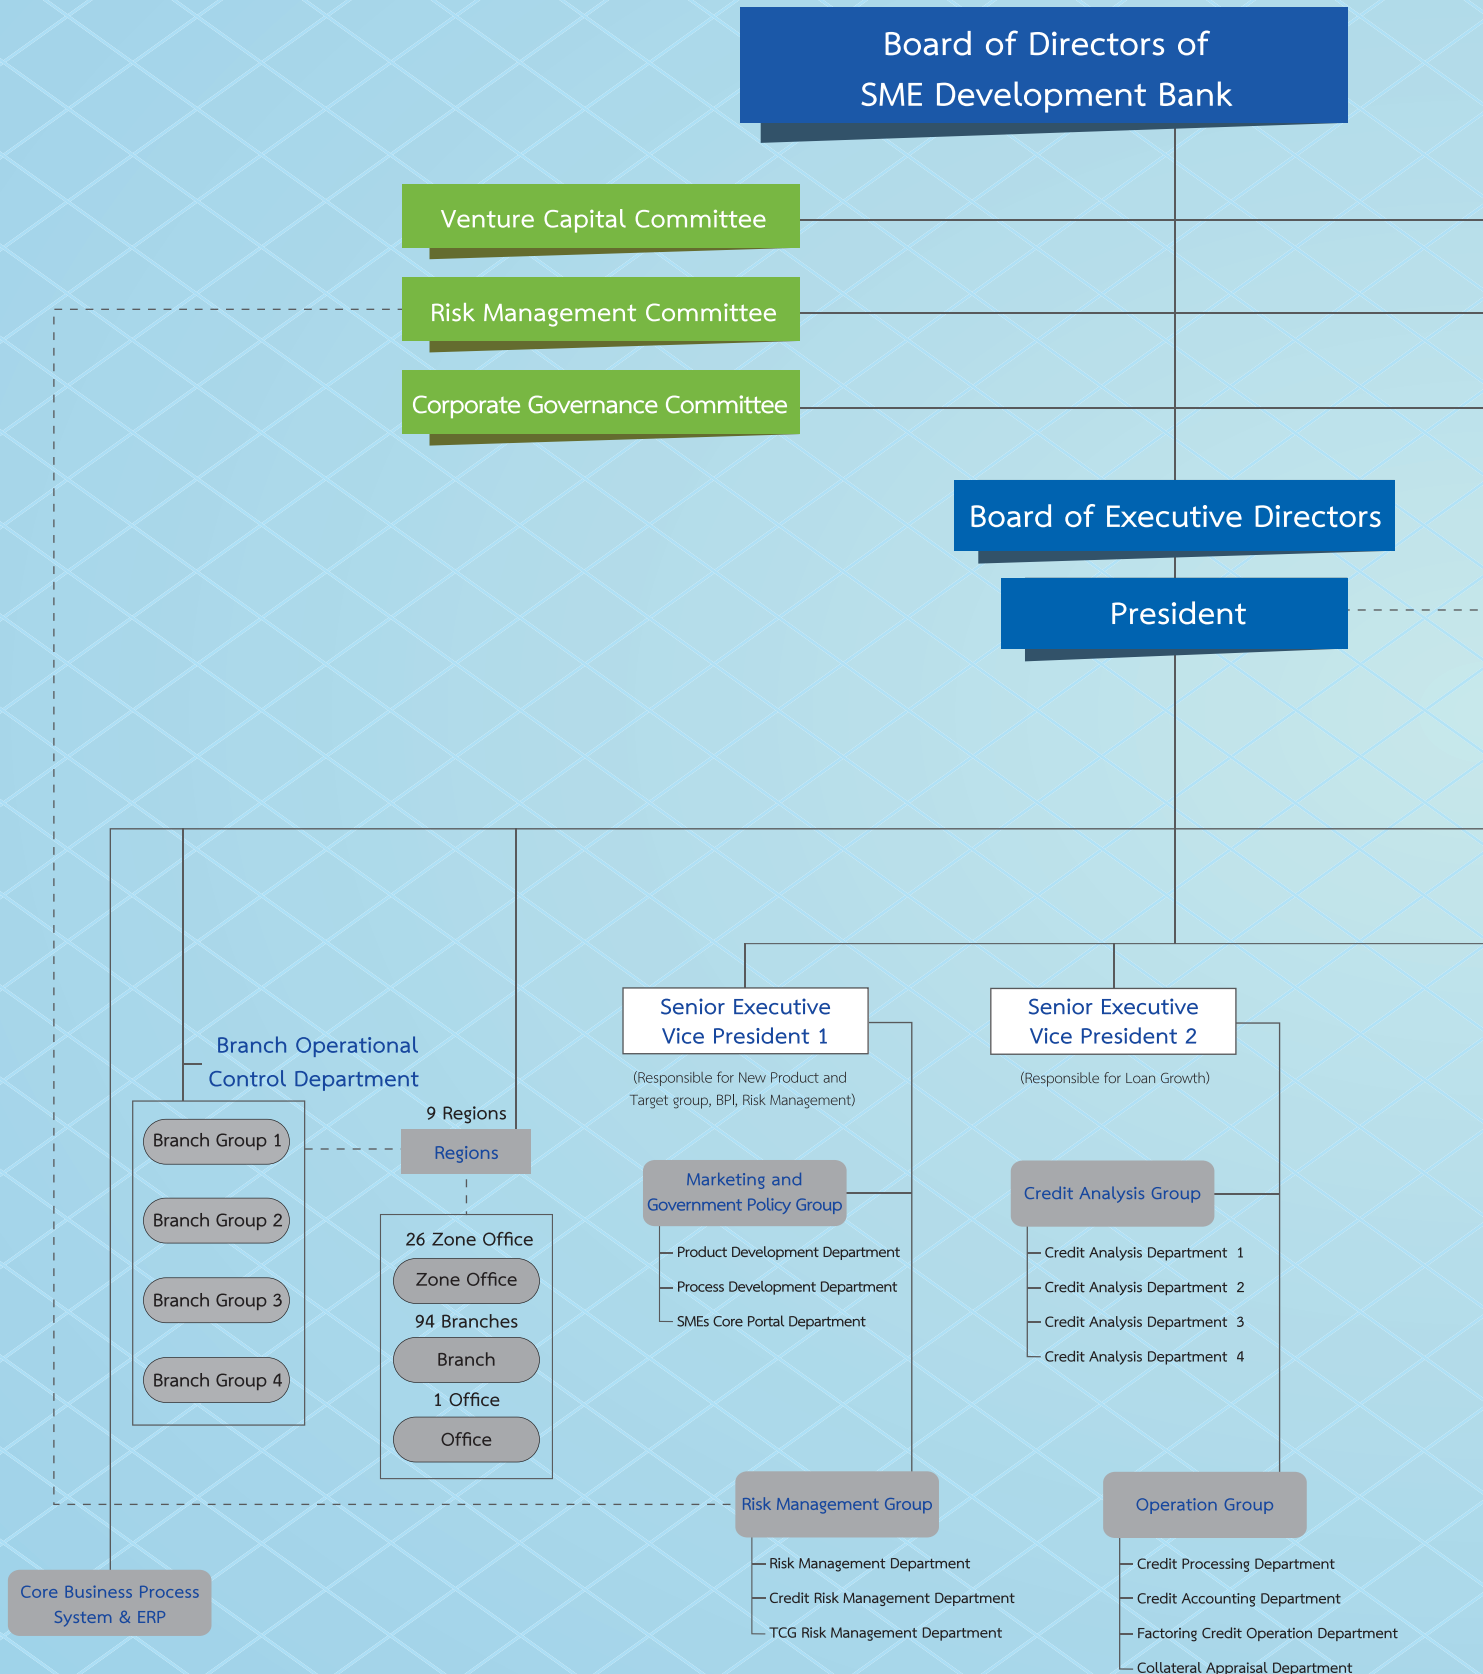 Board of Directors of
SME Development Bank
Venture Capital Committee
Risk Management Committee
Corporate Governance Committee
Board of Executive Directors
President
Branch Operational
Control Department
Branch Group 1
Branch Group 2
Branch Group 3
Branch Group 4
9 Regions
Regions
26 Zone Office
Zone Office
94 Branches
Branch
1 Office
Office
Core Business Process
System & ERP
Senior Executive
Vice President 1
(Responsible for New Product and
Target group, BPI, Risk Management)
Marketing and
Government Policy Group
Product Development Department
Process Development Department
SMEs Core Portal Department
Risk Management Group
Risk Management Department
Credit Risk Management Department
TCG Risk Management Department
Senior Executive
Vice President 2
(Responsible for Loan Growth)
Credit Analysis Group
Credit Analysis Department 1
Credit Analysis Department 2
Credit Analysis Department 3
Credit Analysis Department 4
Operation Group
Credit Processing Department
Credit Accounting Department
Factoring Credit Operation Department
Collateral Appraisal Department